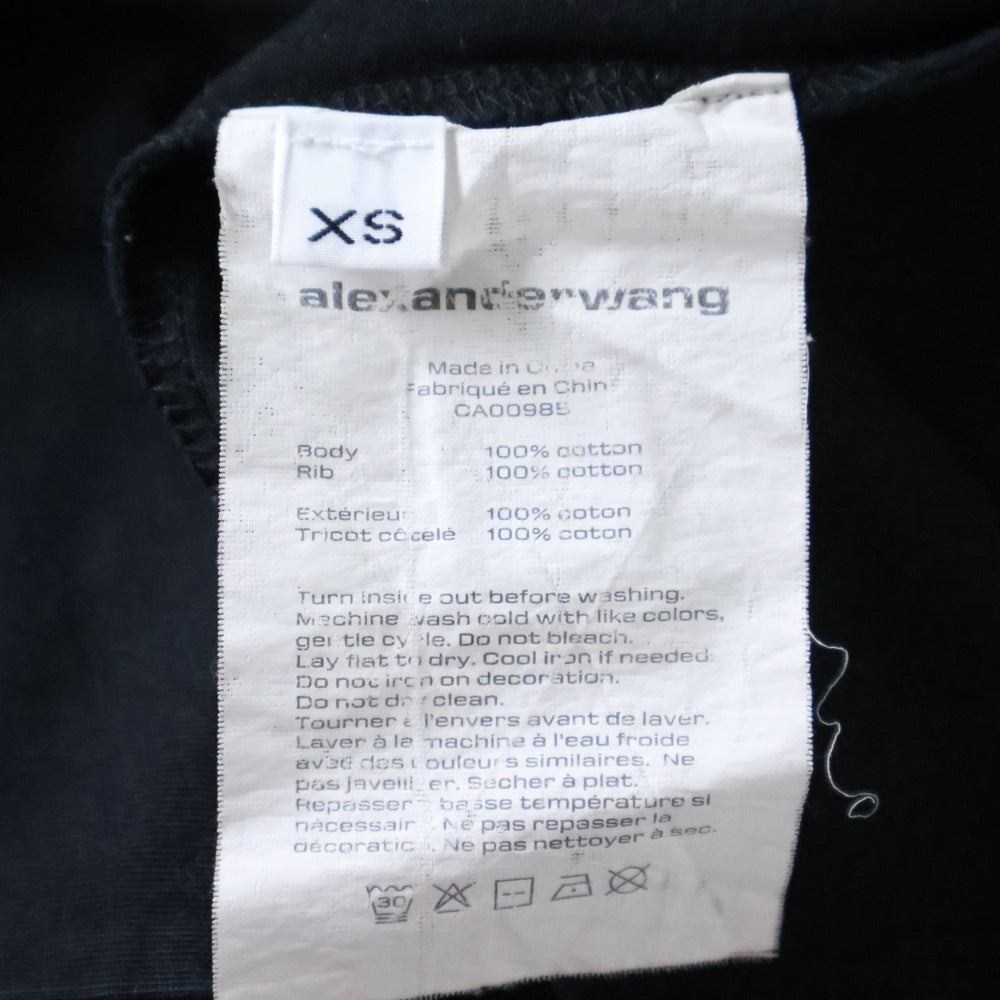 XS
alexanderwang
Made in China
Fabriqué en Chine
CA00985
Body 100% cotton
Rib 100% cotton
Extérieur 100% coton
Tricot côtelé 100% coton
Turn inside out before washing.
Machine wash cold with like colors,
gentle cycle. Do not bleach.
Lay flat to dry. Cool iron if needed.
Do not iron on decoration.
Do not dry clean.
Tourner à l'envers avant de laver.
Laver à la machine à l'eau froide
avec des couleurs similaires. Ne
pas javelliser. Sécher à plat.
Repasser à basse température si
nécessaire. Ne pas repasser la
décoration. Ne pas nettoyer à sec.
30